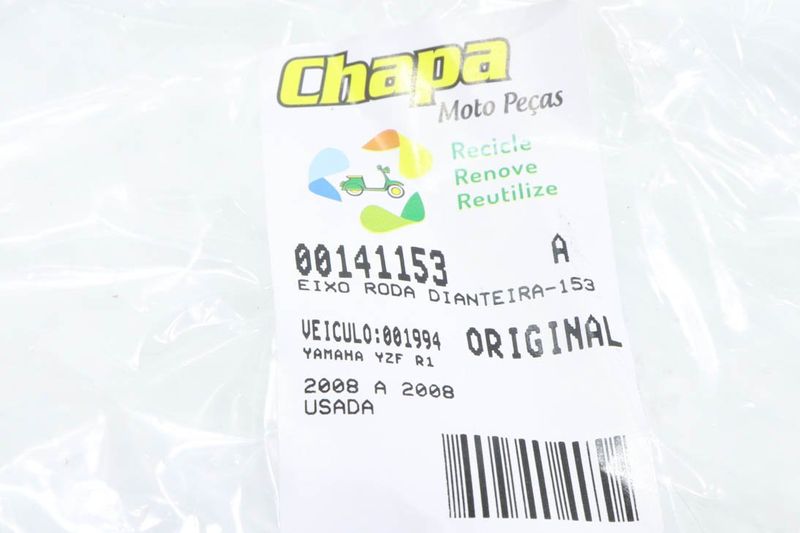 Chapa
Moto Peças
Recicle
Renove
Reutilize
00141153 A
EIXO RODA DIANTEIRA-153
VEICULO:001994 ORIGINAL
YAMAHA YZF R1
2008 A 2008
USADA